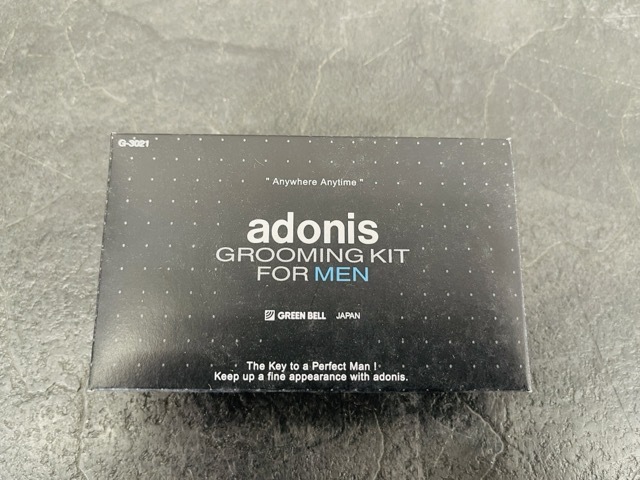 G-3021
" Anywhere Anytime "
adonis
GROOMING KIT
FOR MEN
GREEN BELL JAPAN
The Key to a Perfect Man !
Keep up a fine appearance with adonis.